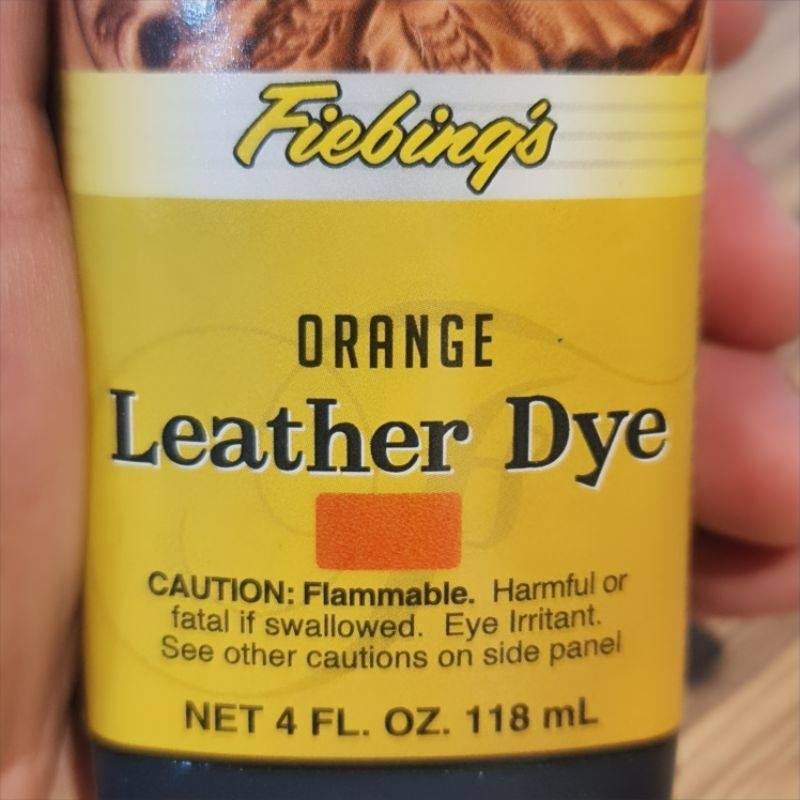 Fiebing's
ORANGE
Leather Dye
CAUTION: Flammable. Harmful or
fatal if swallowed. Eye Irritant.
See other cautions on side panel
NET 4 FL. OZ. 118 mL